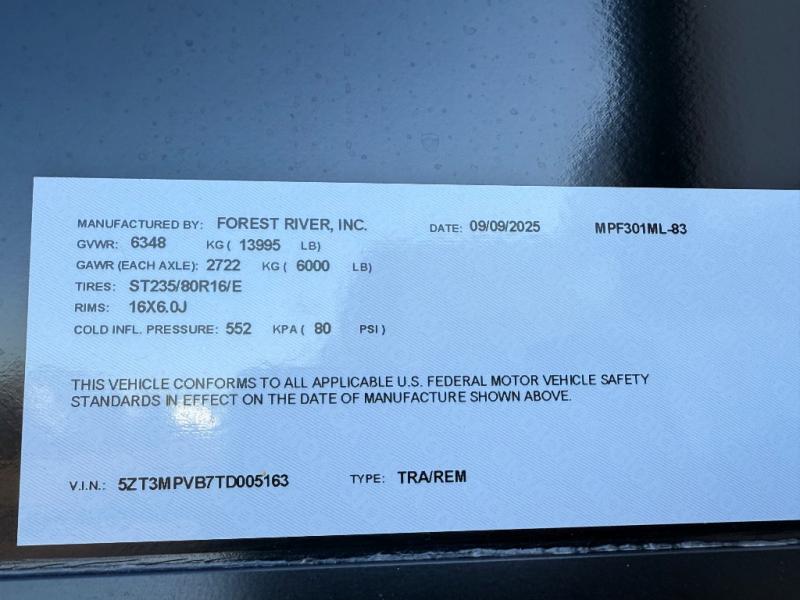 MANUFACTURED BY: FOREST RIVER, INC. DATE: 09/09/2025 MPF301ML-83
GVWR: 6348 KG ( 13995 LB)
GAWR (EACH AXLE): 2722 KG ( 6000 LB)
TIRES: ST235/80R16/E
RIMS: 16X6.0J
COLD INFL. PRESSURE: 552 KPA ( 80 PSI )
THIS VEHICLE CONFORMS TO ALL APPLICABLE U.S. FEDERAL MOTOR VEHICLE SAFETY
STANDARDS IN EFFECT ON THE DATE OF MANUFACTURE SHOWN ABOVE.
V.I.N.: 5ZT3MPVB7TD005163 TYPE: TRA/REM